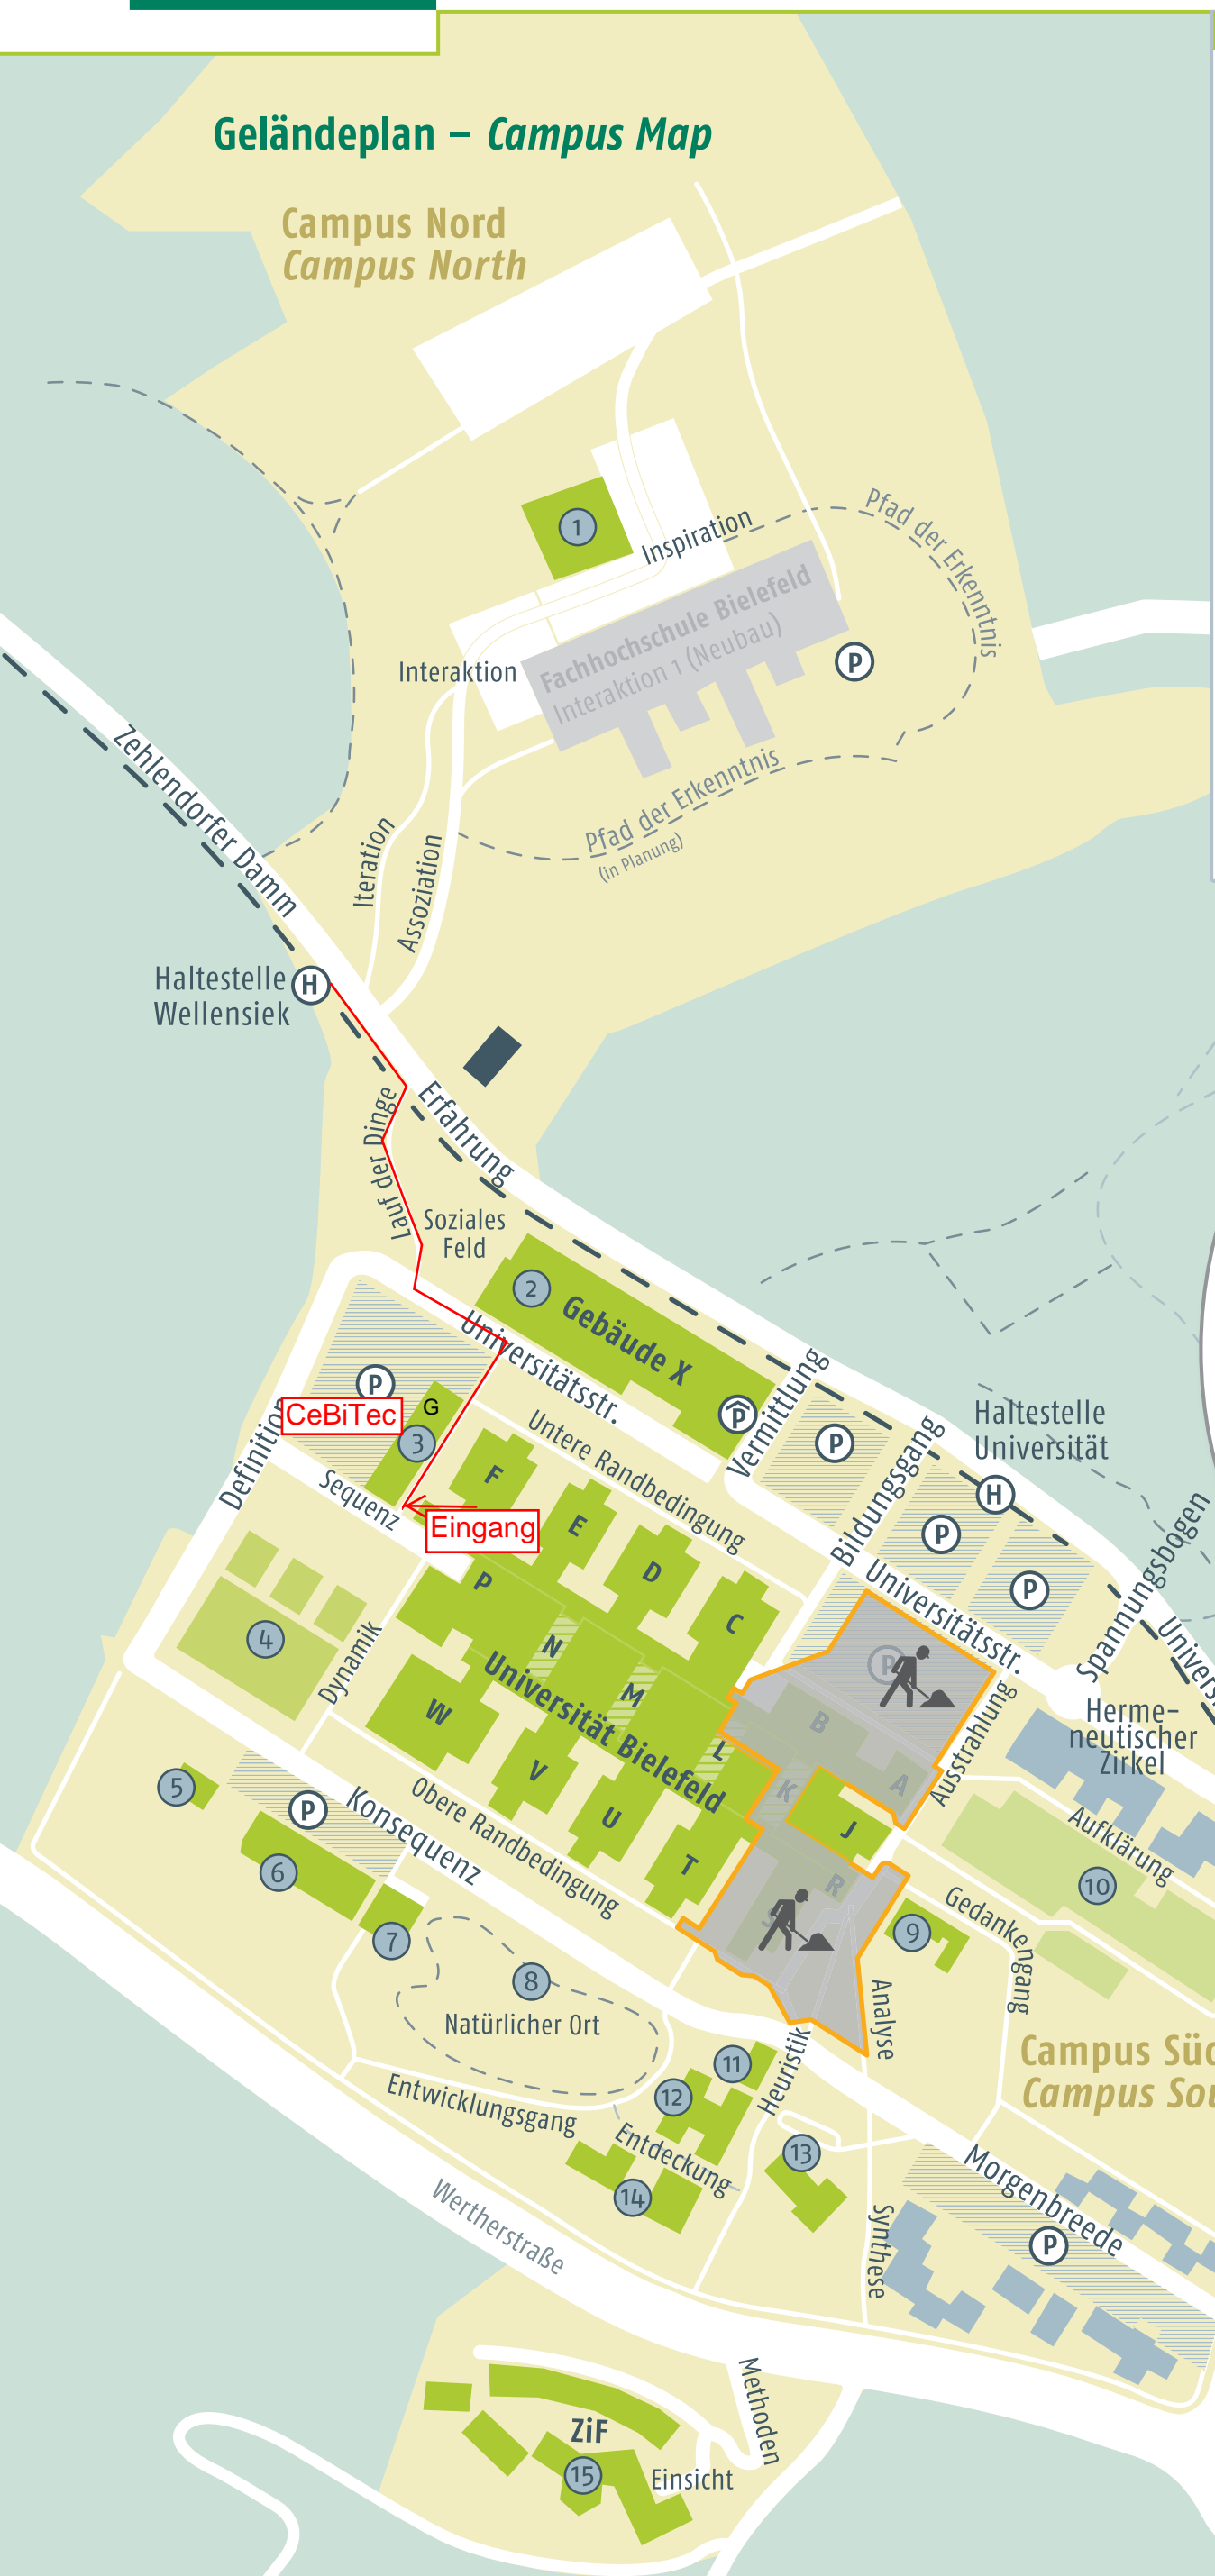 Geländeplan – Campus Map
Campus Nord
Campus North
1
Inspiration
Pfad der Erkenntnis
Fachhochschule Bielefeld
Interaktion 1 (Neubau)
Interaktion
P
Zehlendorfer Damm
Pfad der Erkenntnis
(in Planung)
Iteration
Assoziation
Haltestelle
Wellensiek
H
Erfahrung
Lauf der Dinge
Soziales
Feld
2
Gebäude X
Universitätsstr.
Vermittlung
P
P
CeBiTec
G
3
Definition
Sequenz
Eingang
Untere Randbedingung
P
Bildungsgang
Haltestelle
Universität
H
P
P
Spannungsbogen
Universitätsstr.
F
E
D
C
P
N
M
L
K
J
B
A
P
R
S
W
V
U
T
Universität Bielefeld
4
Dynamik
Ausstrahlung
Herme-
neutischer
Zirkel
Aufklärung
10
5
P
Konsequenz
Obere Randbedingung
6
7
8
Natürlicher Ort
9
Gedankengang
Analyse
Campus Süd
Campus Sou
Heuristik
11
12
Entwicklungsgang
Entdeckung
13
14
Morgenbreede
P
Synthese
Wertherstraße
Methoden
ZiF
15
Einsicht